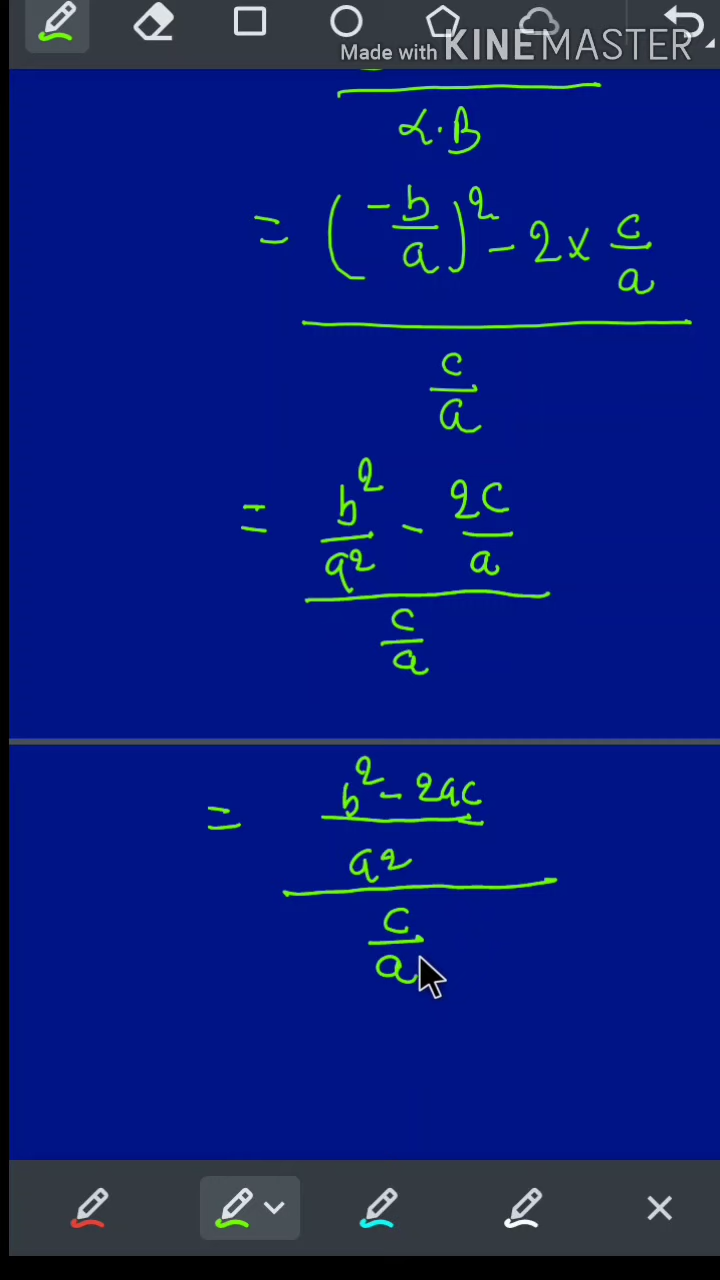 Made with KINEMASTER
α.B
= (-b/a)² - 2 × c/a
c/a
= b²/a² - 2c/a
c/a
= b² - 2ac
a²
c/a